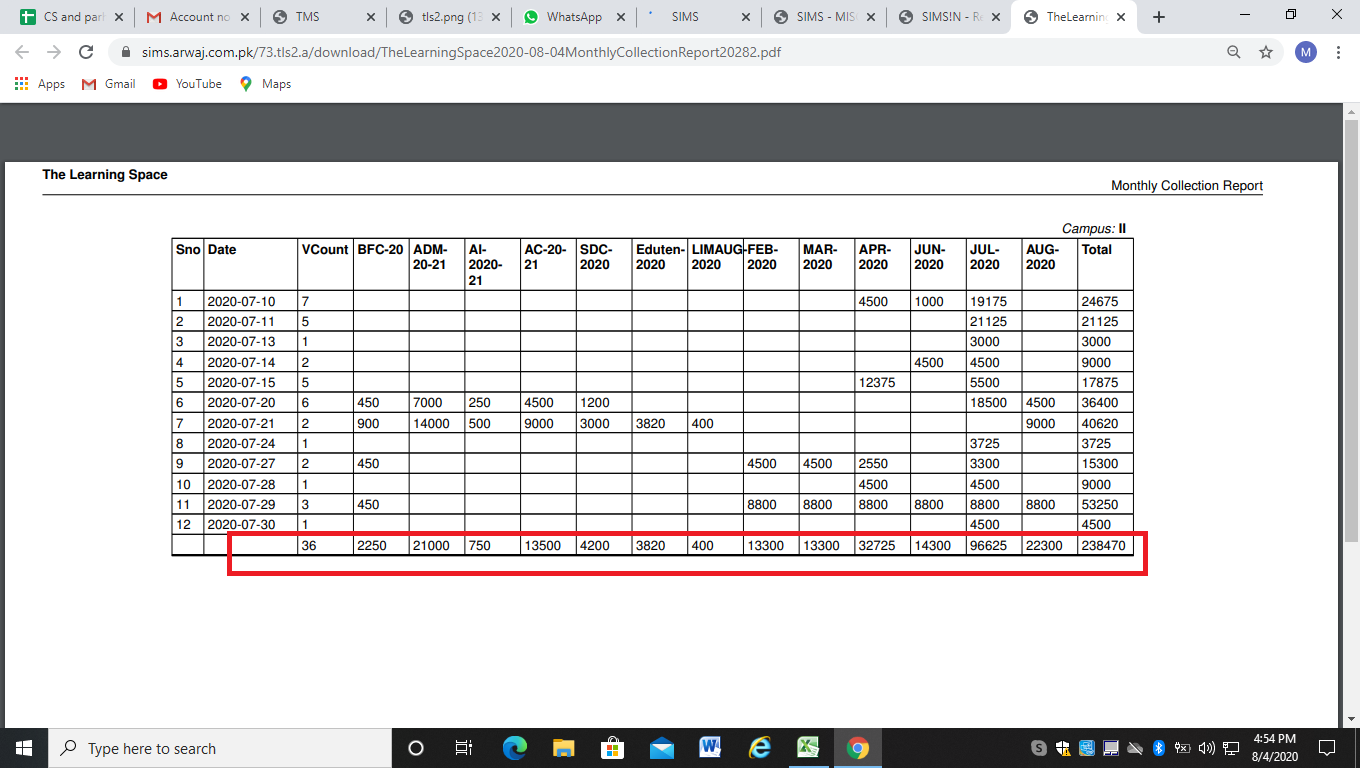 CS and parl
Account no
TMS
tls2.png (13
WhatsApp
SIMS
SIMS - MIS
SIMS!N - Re
TheLearning
sims.arwaj.com.pk/73.tls2.a/download/TheLearningSpace2020-08-04MonthlyCollectionReport20282.pdf
M
Apps Gmail YouTube Maps
The Learning Space
Monthly Collection Report
Campus: II
Sno Date VCount BFC-20 ADM- AI- AC-20- SDC- Eduten- LIMAUG- FEB- MAR- APR- JUN- JUL- AUG- Total
20-21 2020- 21 2020 2020 2020 2020 2020 2020 2020 2020 2020
21
1 2020-07-10 7 4500 1000 19175 24675
2 2020-07-11 5 21125 21125
3 2020-07-13 1 3000 3000
4 2020-07-14 2 4500 4500 9000
5 2020-07-15 5 12375 5500 17875
6 2020-07-20 6 450 7000 250 4500 1200 18500 4500 36400
7 2020-07-21 2 900 14000 500 9000 3000 3820 400 9000 40620
8 2020-07-24 1 3725 3725
9 2020-07-27 2 450 4500 4500 2550 3300 15300
10 2020-07-28 1 4500 4500 9000
11 2020-07-29 3 450 8800 8800 8800 8800 8800 8800 53250
12 2020-07-30 1 4500 4500
36 2250 21000 750 13500 4200 3820 400 13300 13300 32725 14300 96625 22300 238470
Type here to search
4:54 PM
8/4/2020